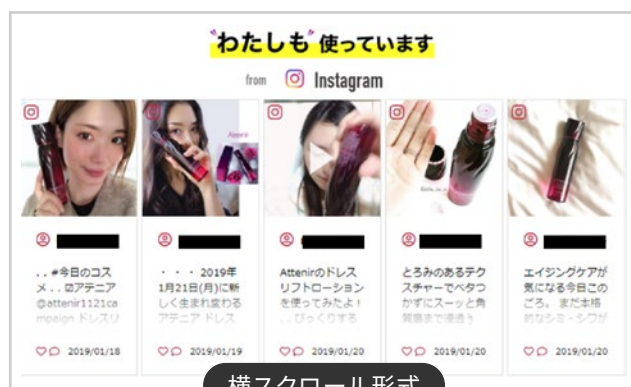 "わたしも"使っています
from Instagram
..#今日のコス
メ..☑アテニア
@attenir1121ca
mpaign ドレスリ
2019/01/18
・ ・ ・ 2019年
1月21日(月)に新
しく生まれ変わる
アテニア ドレス
2019/01/19
Attenirのドレス
リフトローション
を使ってみたよ！
..びっくりする
2019/01/20
とろみのあるテク
スチャーでベタつ
かずにスーッと角
質層まで浸透♪
2019/01/20
エイジングケアが
気になる今日この
ごろ。 まだ本格
的なシミ・シワが
2019/01/20
横スクロール形式